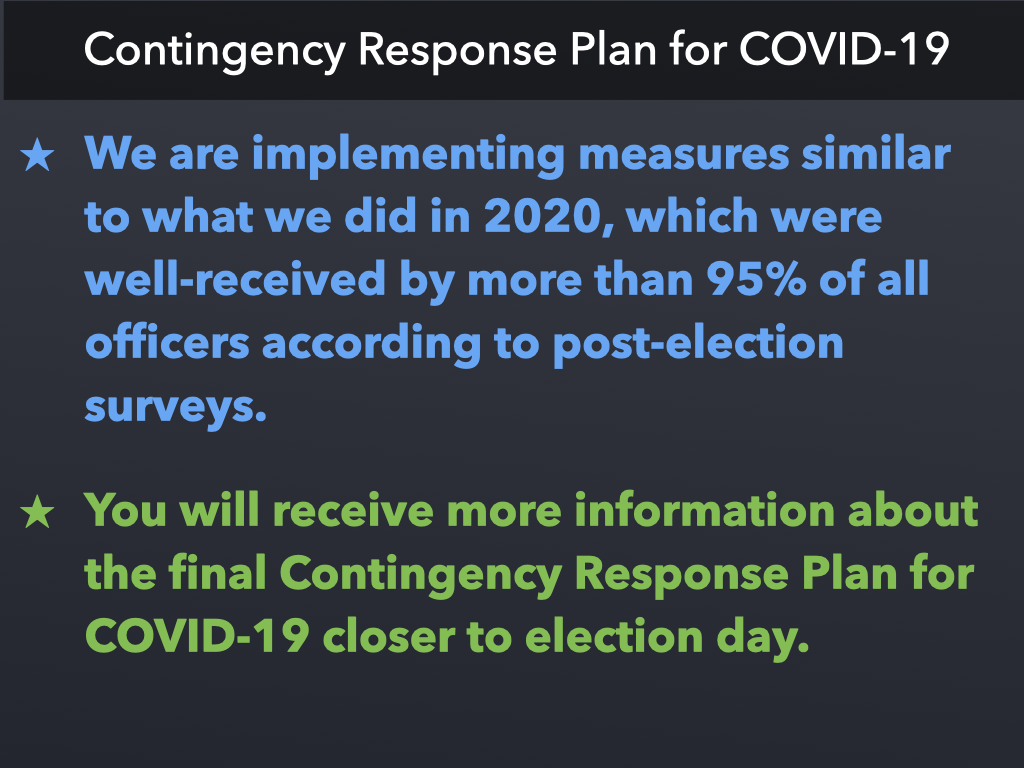 Contingency Response Plan for COVID-19
★ We are implementing measures similar
to what we did in 2020, which were
well-received by more than 95% of all
officers according to post-election
surveys.
★ You will receive more information about
the final Contingency Response Plan for
COVID-19 closer to election day.